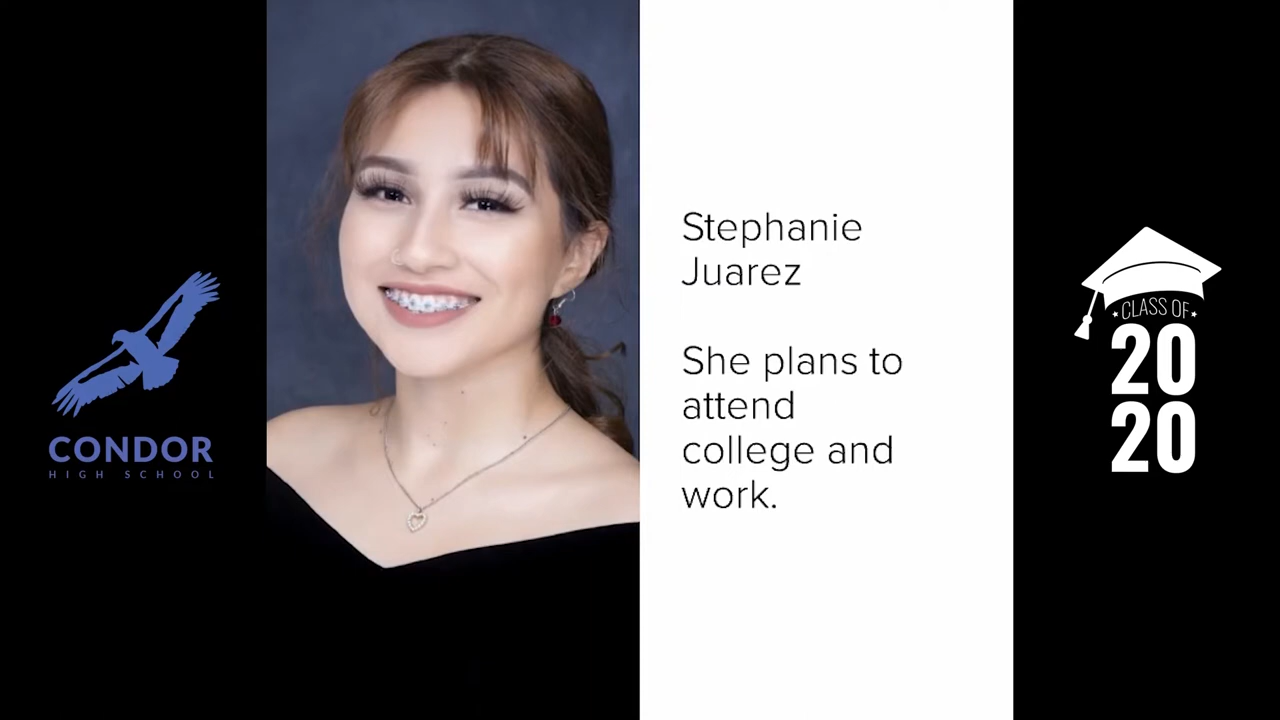 CONDOR
HIGH SCHOOL
Stephanie
Juarez
She plans to
attend
college and
work.
CLASS OF
20
20